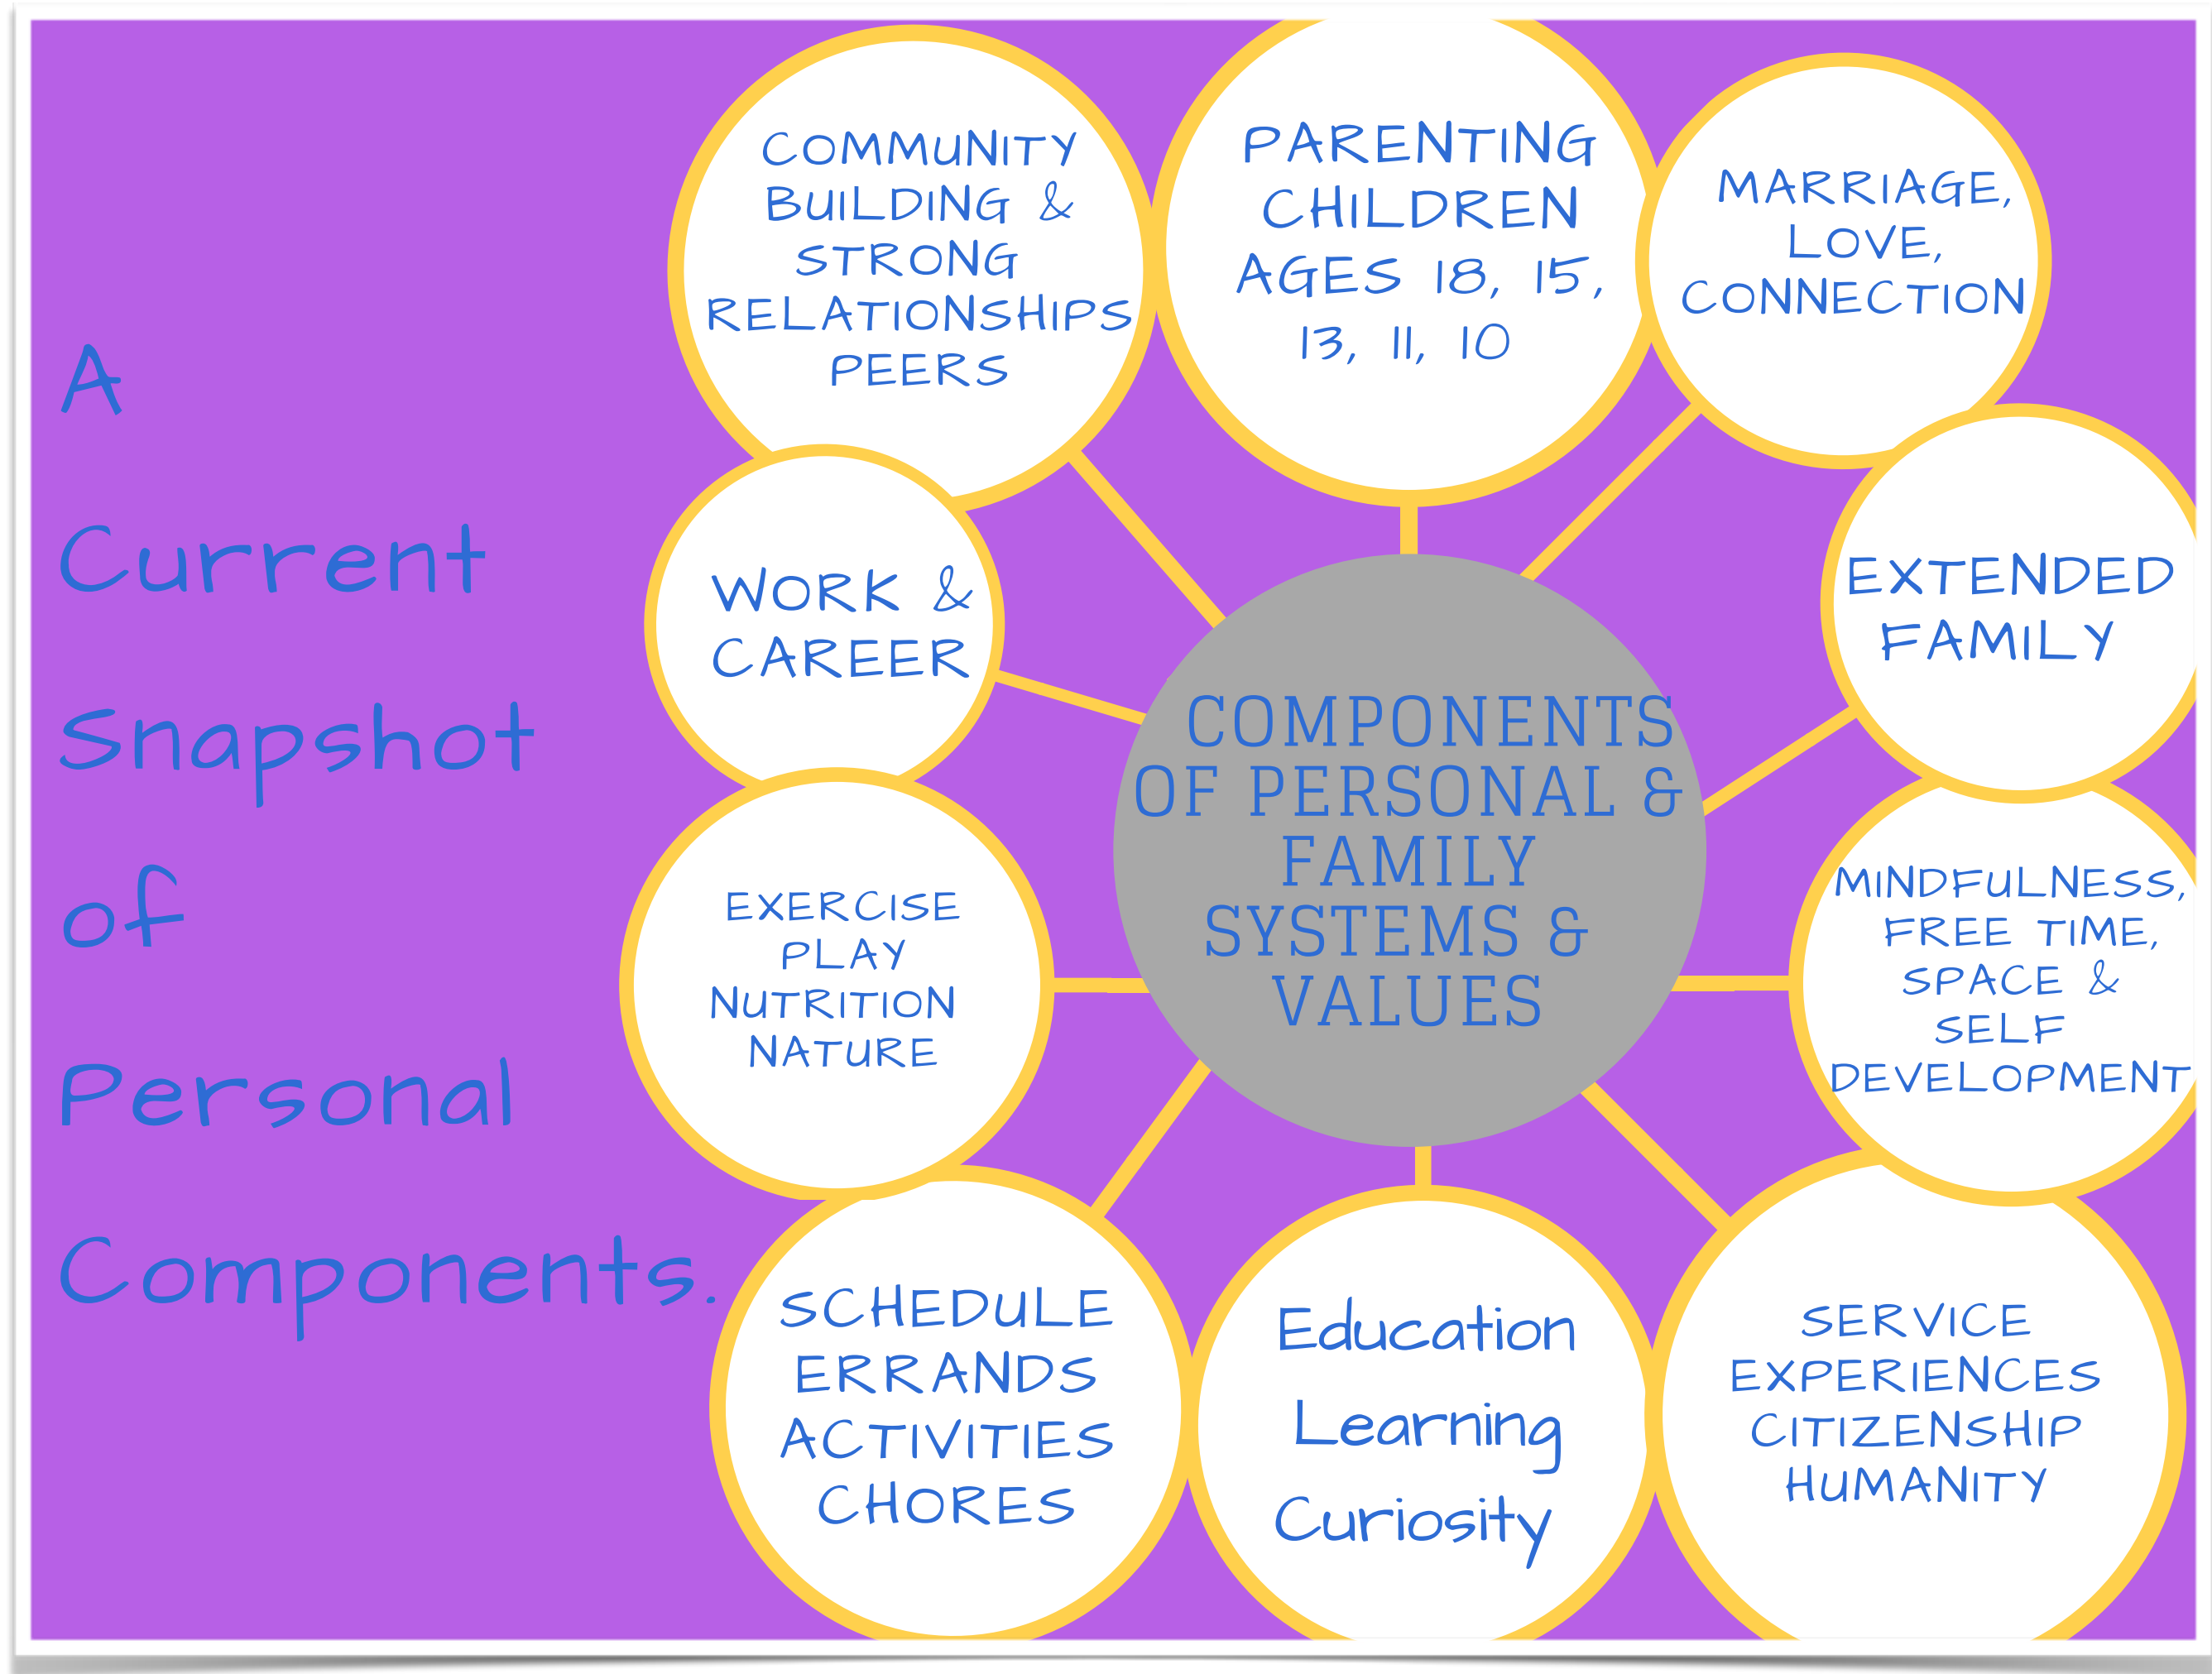 A
Current
Snapshot
of
Personal
Components.
COMMUNITY
BUILDING &
STRONG
RELATIONSHIPS
PEERS
PARENTING
CHILDREN
AGES 18, 15,
13, 11, 10
MARRIAGE,
LOVE,
CONNECTION
WORK &
CAREER
EXTENDED
FAMILY
COMPONENTS
OF PERSONAL &
FAMILY
SYSTEMS &
VALUES
EXERCISE
PLAY
NUTRITION
NATURE
MINDFULNESS,
FREE TIME,
SPACE &
SELF
DEVELOPMENT
SCHEDULE
ERRANDS
ACTIVITIES
CHORES
Education
Learning
Curiosity
SERVICE
EXPERIENCES
CITIZENSHIP
HUMANITY